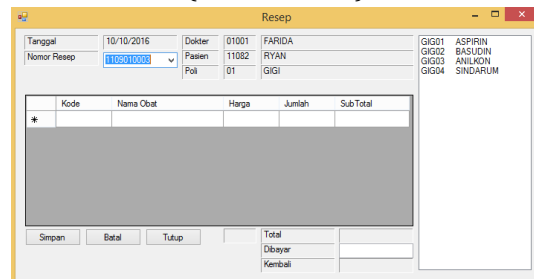 Resep
Tanggal 10/10/2016 Dokter 01001 FARIDA
Nomor Resep 1109010003 Pasien 11082 RYAN
Poli 01 GIGI
GIG01 ASPIRIN
GIG02 BASUDIN
GIG03 ANILKON
GIG04 SINDARUM
Kode Nama Obat Harga Jumlah SubTotal
Simpan Batal Tutup Total
Dibayar
Kembali